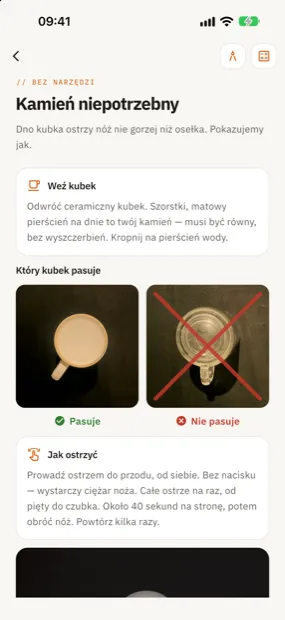 09:41
// BEZ NARZĘDZI
Kamień niepotrzebny
Dno kubka ostrzy nóż nie gorzej niż osełka. Pokazujemy
jak.
Weź kubek
Odwróć ceramiczny kubek. Szorstki, matowy
pierścień na dnie to twój kamień — musi być równy,
bez wyszczerbień. Kropnij na pierścień wody.
Który kubek pasuje
Pasuje
Nie pasuje
Jak ostrzyć
Prowadź ostrzem do przodu, od siebie. Bez nacisku
— wystarczy ciężar noża. Całe ostrze na raz, od
pięty do czubka. Około 40 sekund na stronę, potem
obróć nóż. Powtórz kilka razy.